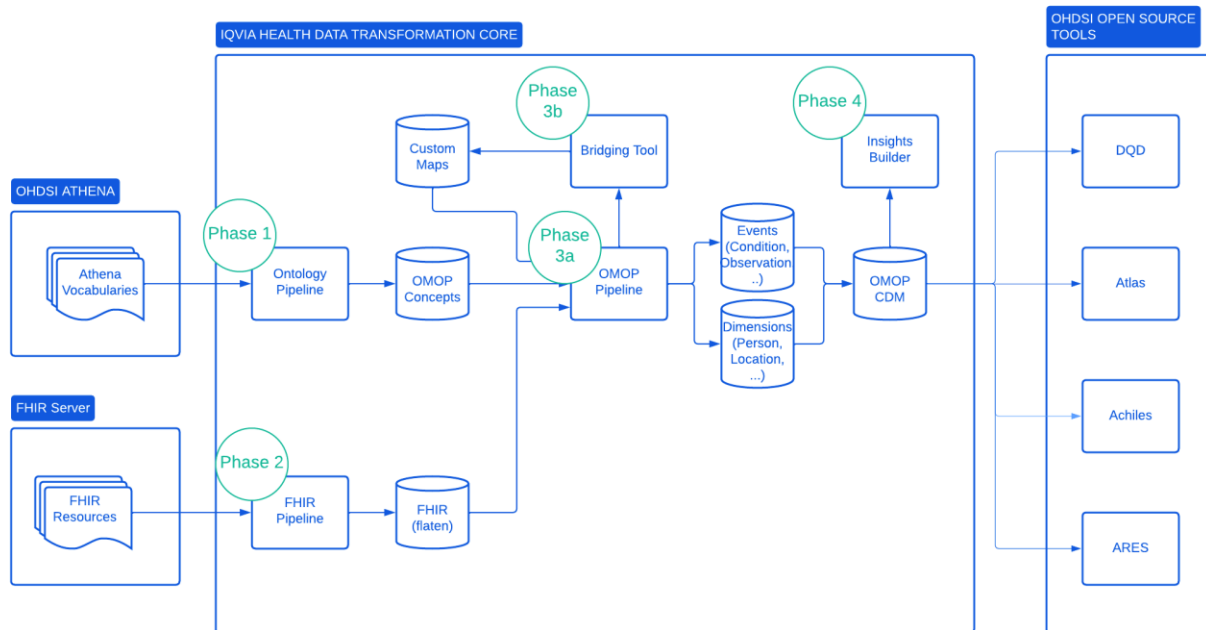 IQVIA HEALTH DATA TRANSFORMATION CORE
OHDSI OPEN SOURCE
TOOLS
Phase
3b
Phase 4
Custom
Maps
Bridging Tool
Insights
Builder
DQD
OHDSI ATHENA
Phase 1
Phase
3a
Events
(Condition,
Observation
..)
Athena
Vocabularies
Ontology
Pipeline
OMOP
Concepts
OMOP
Pipeline
OMOP
CDM
Atlas
Dimensions
(Person,
Location,
...)
FHIR Server
Achiles
Phase 2
FHIR
Resources
FHIR
Pipeline
FHIR
(flaten)
ARES